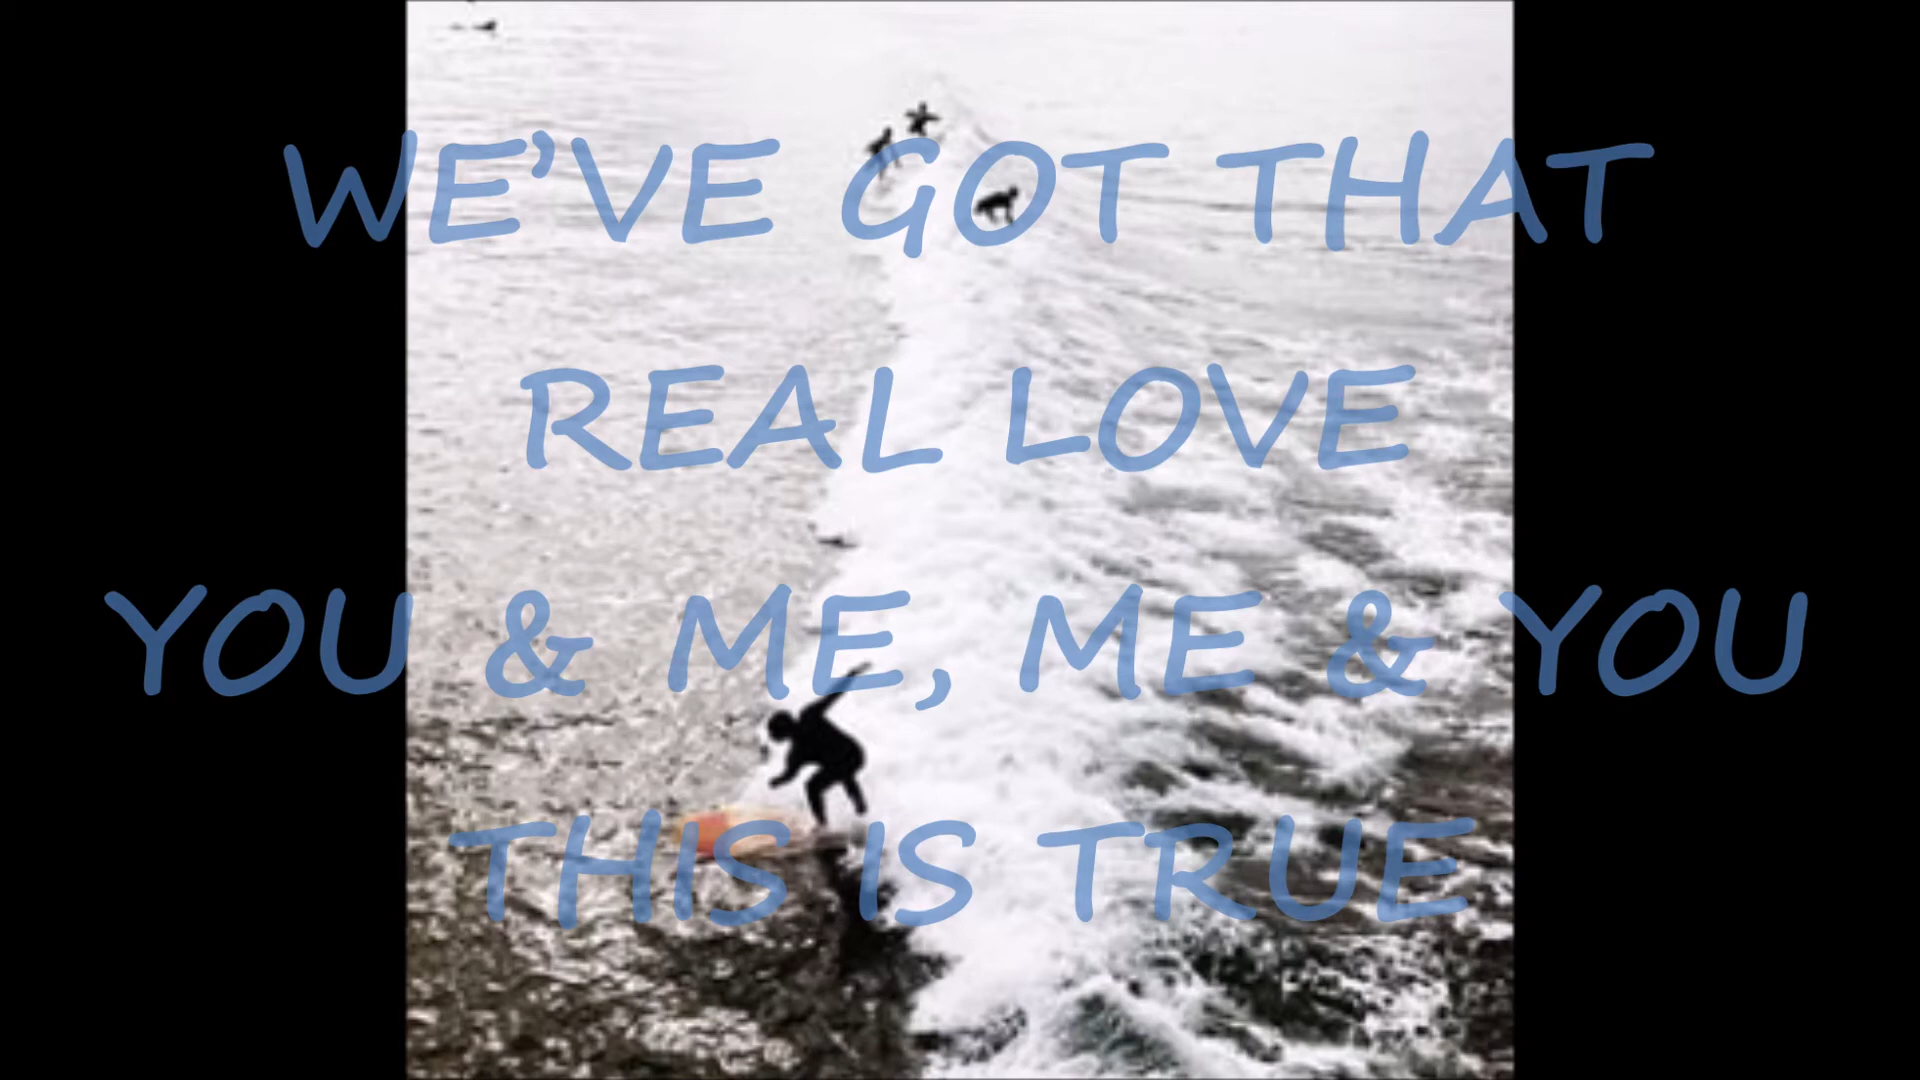 WE'VE GOT THAT
REAL LOVE
YOU & ME, ME & YOU
THIS IS TRUE